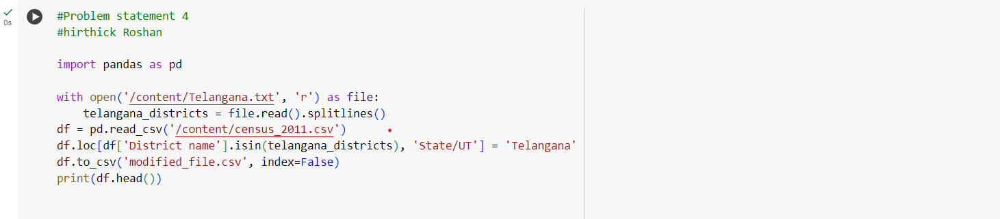 #Problem statement 4
0s
#hirthick Roshan
import pandas as pd
with open('/content/Telangana.txt', 'r') as file:
    telangana_districts = file.read().splitlines()
df = pd.read_csv('/content/census_2011.csv')
df.loc[df['District name'].isin(telangana_districts), 'State/UT'] = 'Telangana'
df.to_csv('modified_file.csv', index=False)
print(df.head())